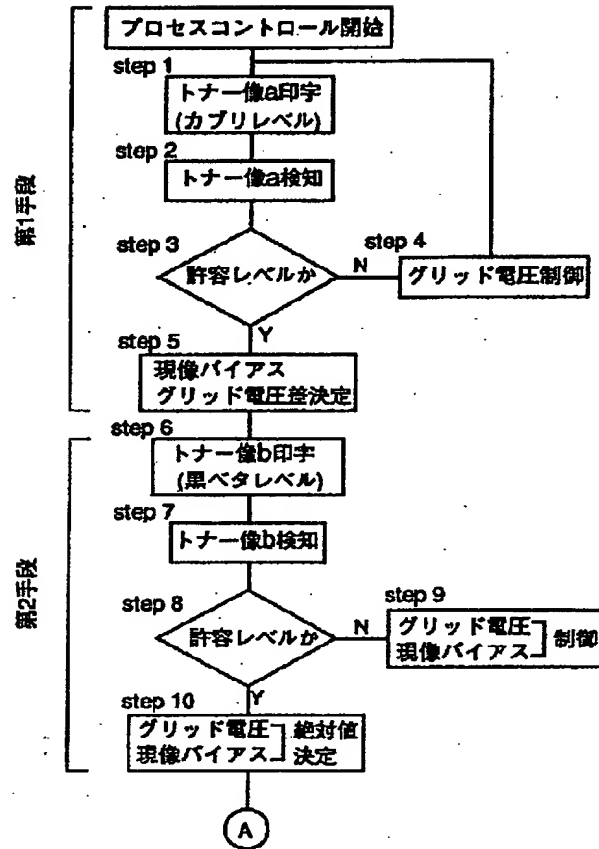 プロセスコントロール開始
step 1
トナー像a印字
(カブリレベル)
step 2
トナー像a検知
step 3
許容レベルか
N
step 4
グリッド電圧制御
Y
step 5
現像バイアス
グリッド電圧差決定
第1手段
step 6
トナー像b印字
(黒ベタレベル)
step 7
トナー像b検知
step 8
許容レベルか
N
step 9
グリッド電圧
現像バイアス
制御
Y
step 10
グリッド電圧
現像バイアス
絶対値
決定
第2手段
A